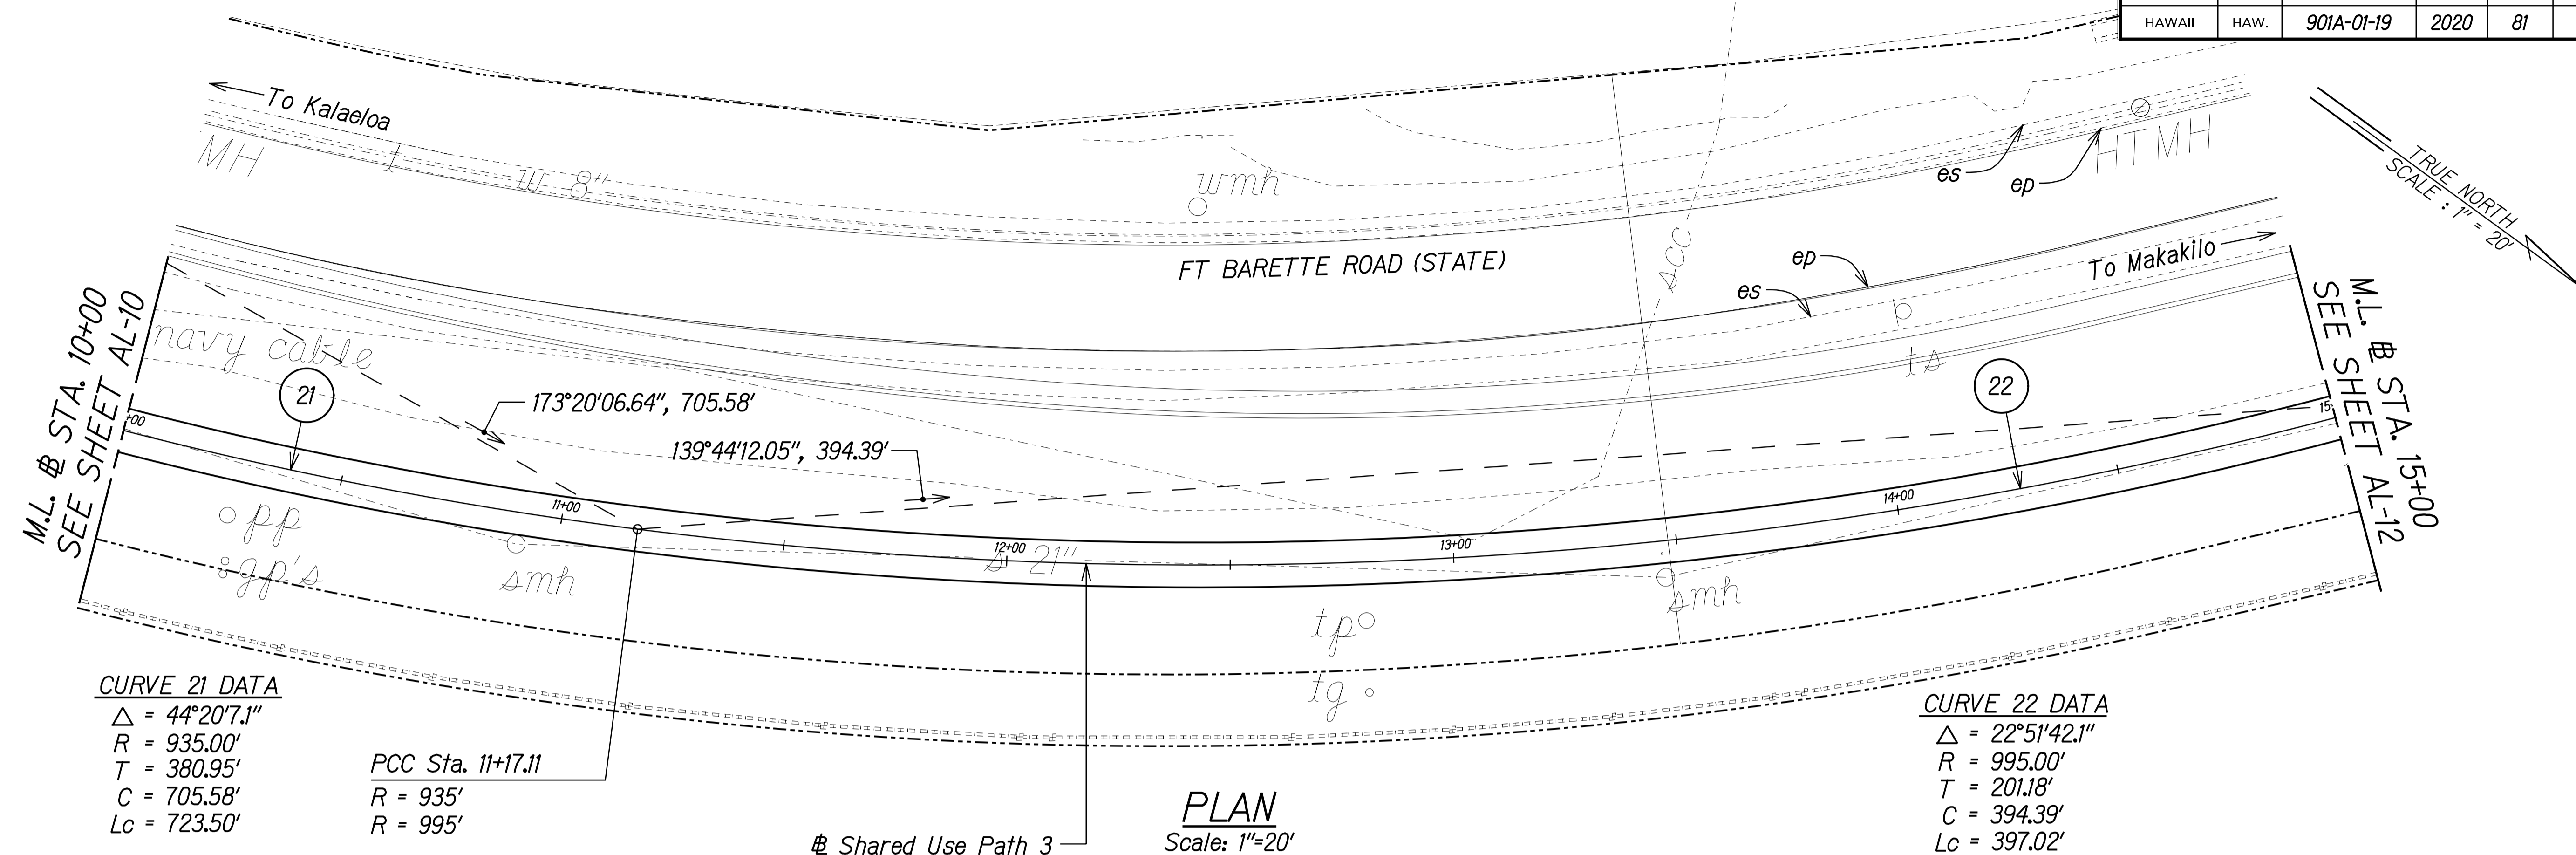 HAWAII HAW. 901A-01-19 2020 81
To Kalaeloa
MH
w 8"
wmh
es
ep
HTMH
TRUE NORTH
SCALE : 1" = 20'
FT BARETTE ROAD (STATE)
scc
ep
es
To Makakilo
p
ts
M.L. ℄ STA. 10+00
SEE SHEET AL-10
navy cable
21
173°20'06.64", 705.58'
139°44'12.05", 394.39'
22
M.L. ℄ STA. 15+00
SEE SHEET AL-12
+00
11+00
12+00
13+00
14+00
15
pp
gp's
smh
s 21"
smh
tp
tg
CURVE 21 DATA
△ = 44°20'7.1"
R = 935.00'
T = 380.95'
C = 705.58'
Lc = 723.50'
PCC Sta. 11+17.11
R = 935'
R = 995'
℄ Shared Use Path 3
PLAN
Scale: 1"=20'
CURVE 22 DATA
△ = 22°51'42.1"
R = 995.00'
T = 201.18'
C = 394.39'
Lc = 397.02'